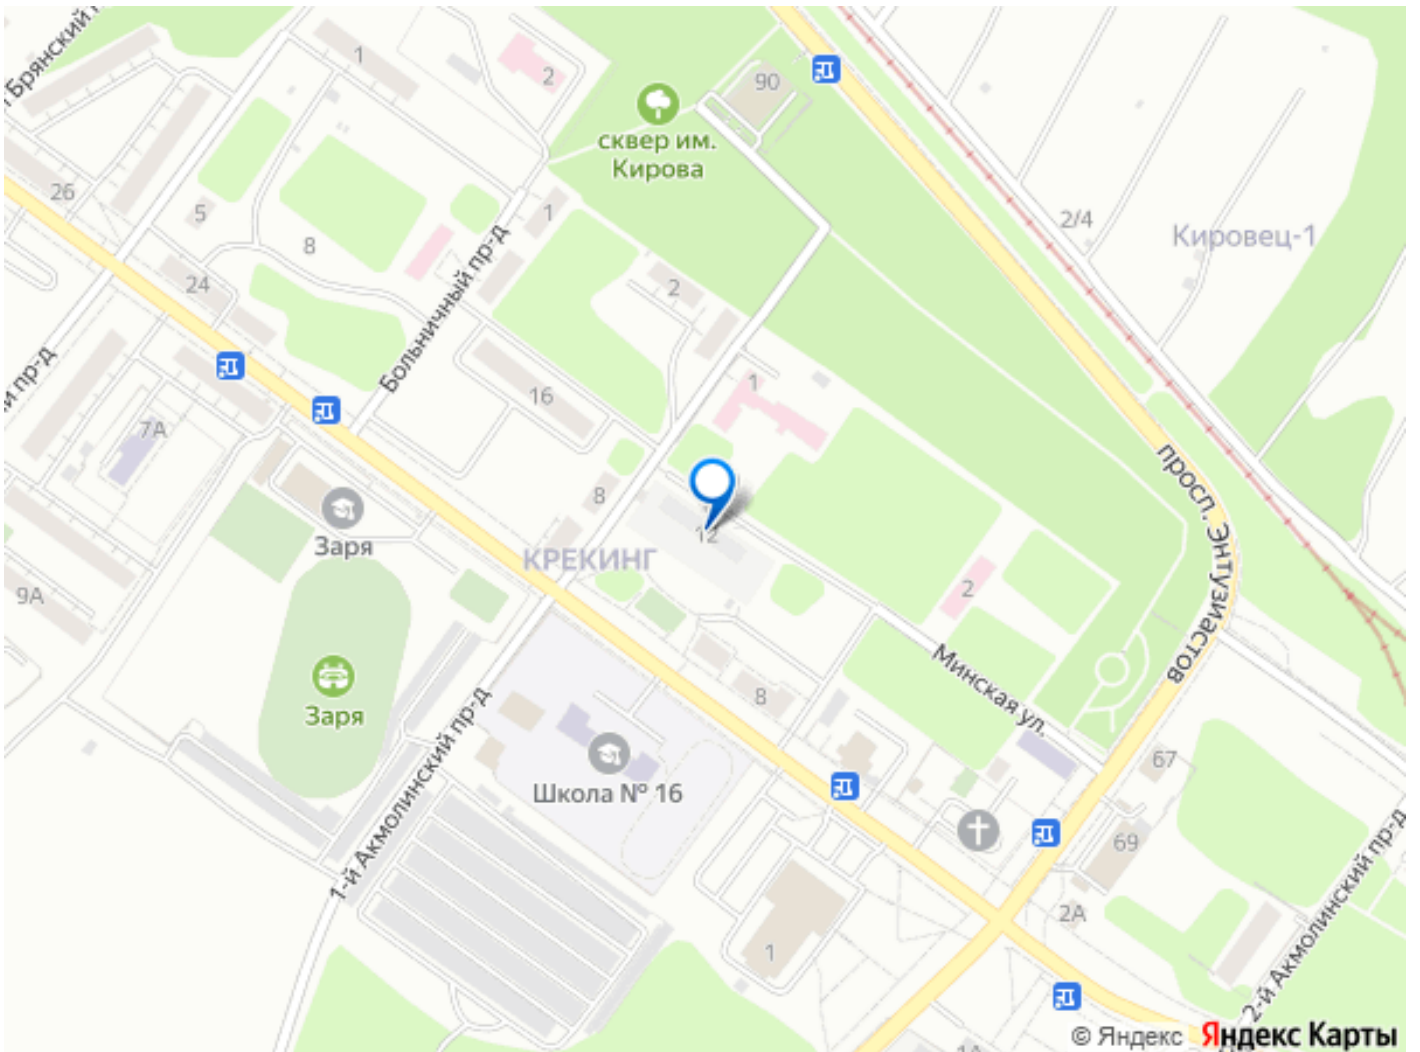 Брянский
1
2
90
сквер им.
Кирова
26
5
1
8
2/4
Кировец-1
24
2
Больничный пр-д
й пр-д
16
1
7А
8
просп. Энтузиастов
Заря
12
КРЕКИНГ
9А
2
Минская ул.
Заря
8
1-й Акмолинский пр-д
Школа № 16
67
69
2А
2-й Акмолинский пр-д
1
1А
© Яндекс Яндекс Карты